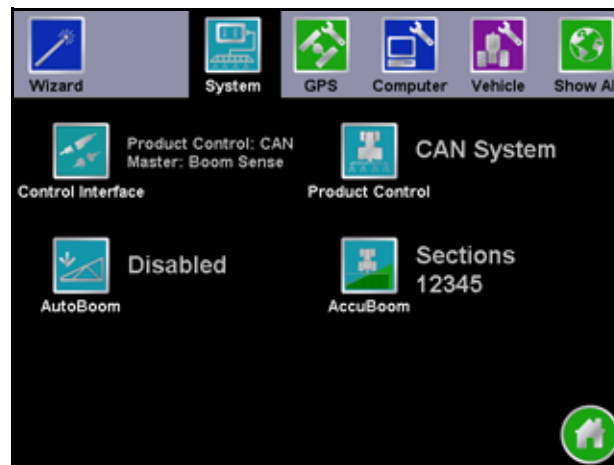 Wizard
System
GPS
Computer
Vehicle
Show Al
Product Control: CAN
Master: Boom Sense
Control Interface
CAN System
Product Control
Disabled
AutoBoom
Sections
12345
AccuBoom